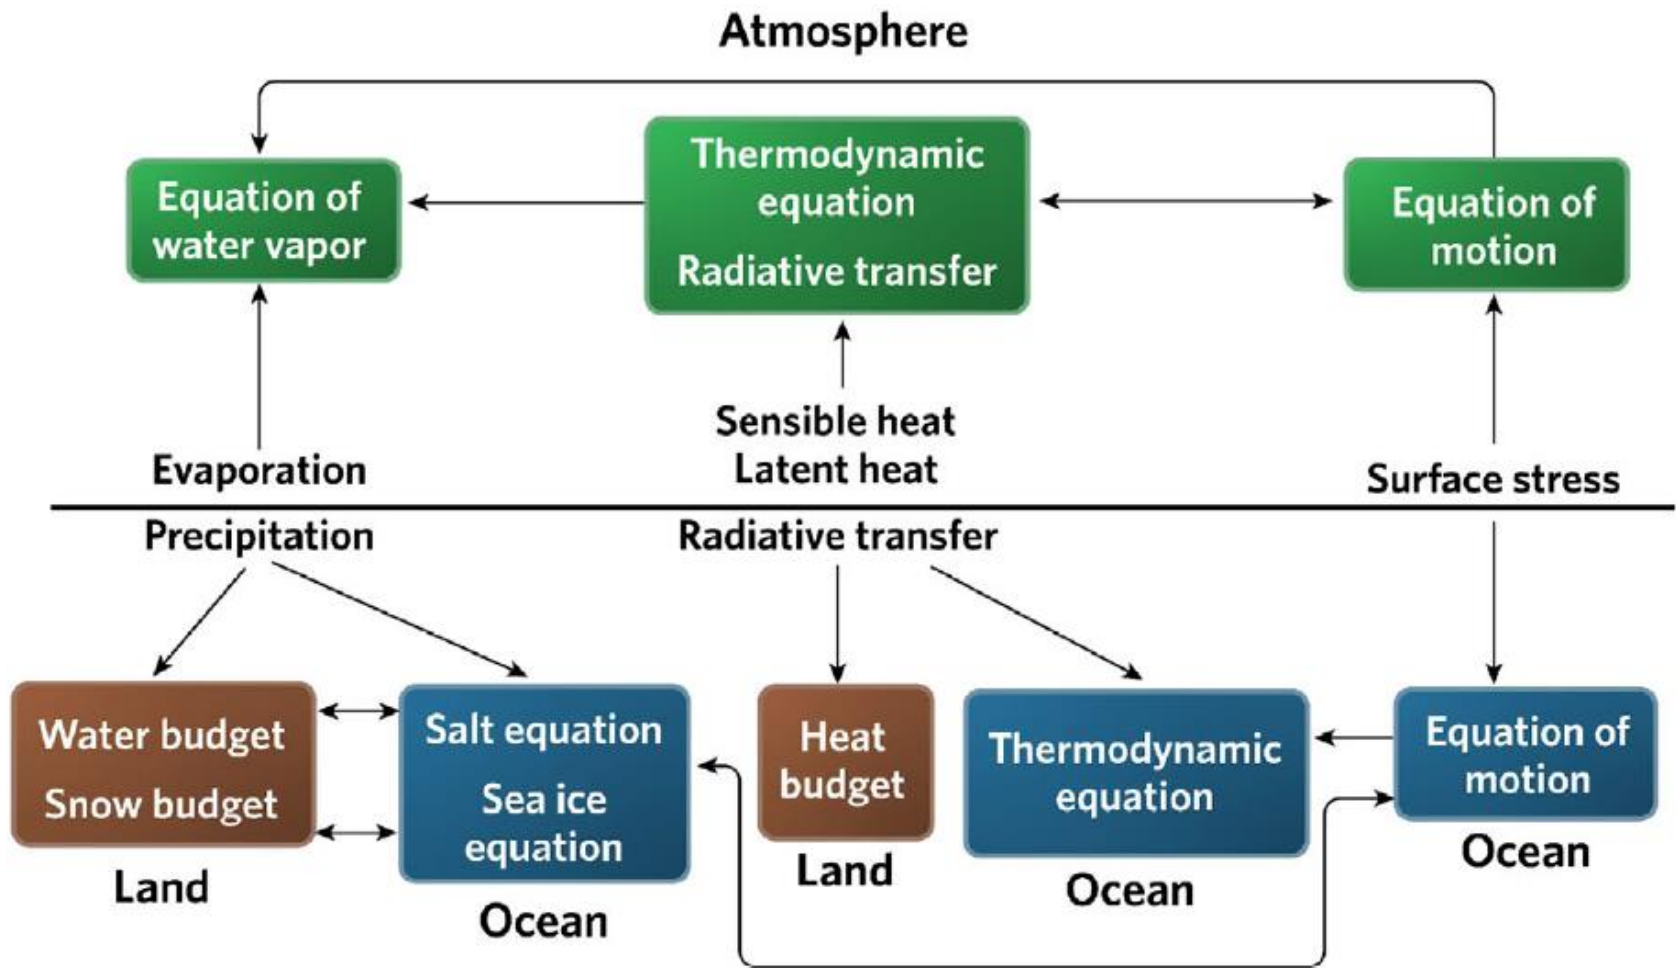 Atmosphere
Equation of
water vapor
Thermodynamic
equation
Radiative transfer
Equation of
motion
Evaporation
Sensible heat
Latent heat
Surface stress
Precipitation
Radiative transfer
Water budget
Snow budget
Land
Salt equation
Sea ice
equation
Ocean
Heat
budget
Land
Thermodynamic
equation
Ocean
Equation of
motion
Ocean